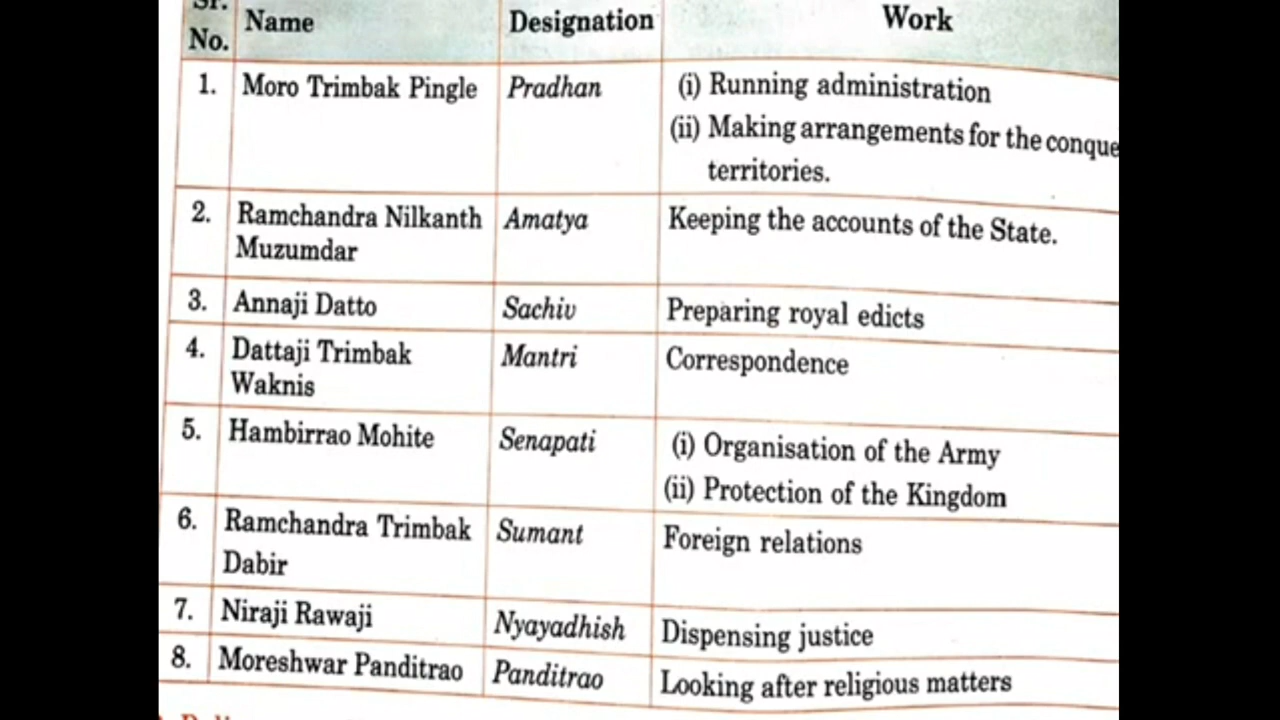 Sr. No. Name Designation Work
1. Moro Trimbak Pingle Pradhan (i) Running administration
(ii) Making arrangements for the conque
territories.
2. Ramchandra Nilkanth Amatya Keeping the accounts of the State.
Muzumdar
3. Annaji Datto Sachiv Preparing royal edicts
4. Dattaji Trimbak Mantri Correspondence
Waknis
5. Hambirrao Mohite Senapati (i) Organisation of the Army
(ii) Protection of the Kingdom
6. Ramchandra Trimbak Sumant Foreign relations
Dabir
7. Niraji Rawaji Nyayadhish Dispensing justice
8. Moreshwar Panditrao Panditrao Looking after religious matters